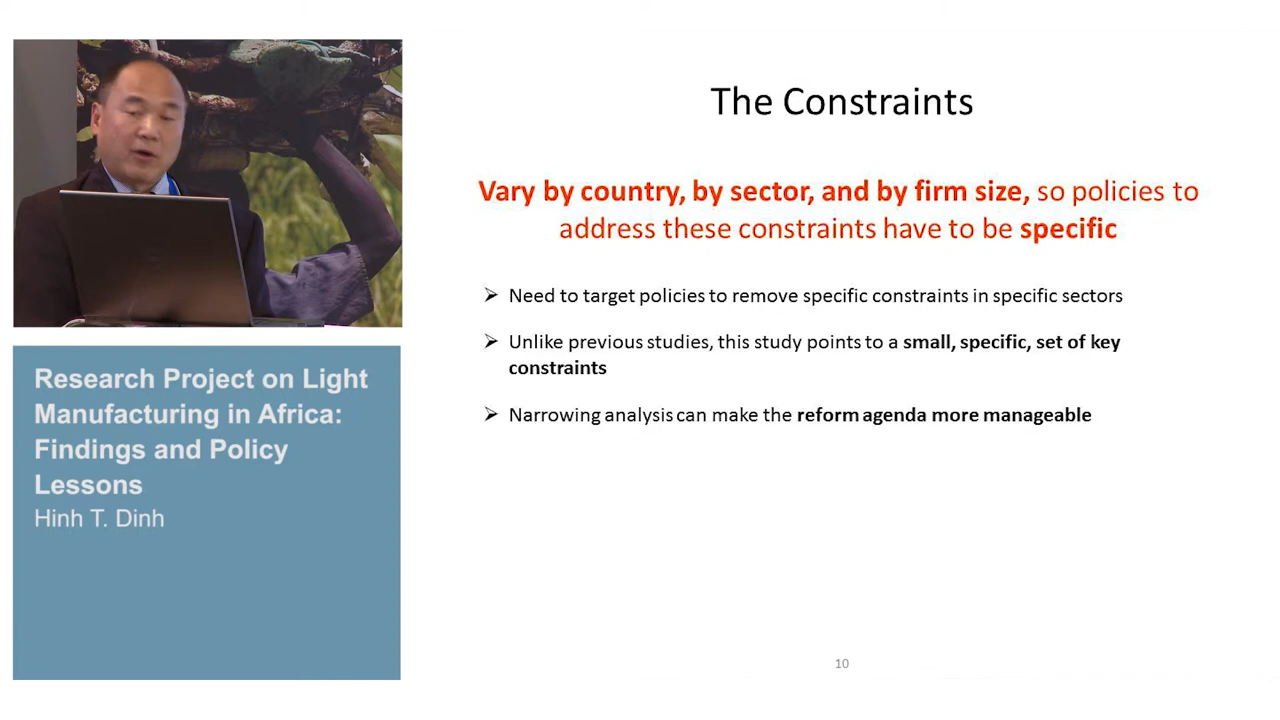 The Constraints
Vary by country, by sector, and by firm size, so policies to
address these constraints have to be specific
➢ Need to target policies to remove specific constraints in specific sectors
➢ Unlike previous studies, this study points to a small, specific, set of key
constraints
➢ Narrowing analysis can make the reform agenda more manageable
Research Project on Light
Manufacturing in Africa:
Findings and Policy
Lessons
Hinh T. Dinh
10